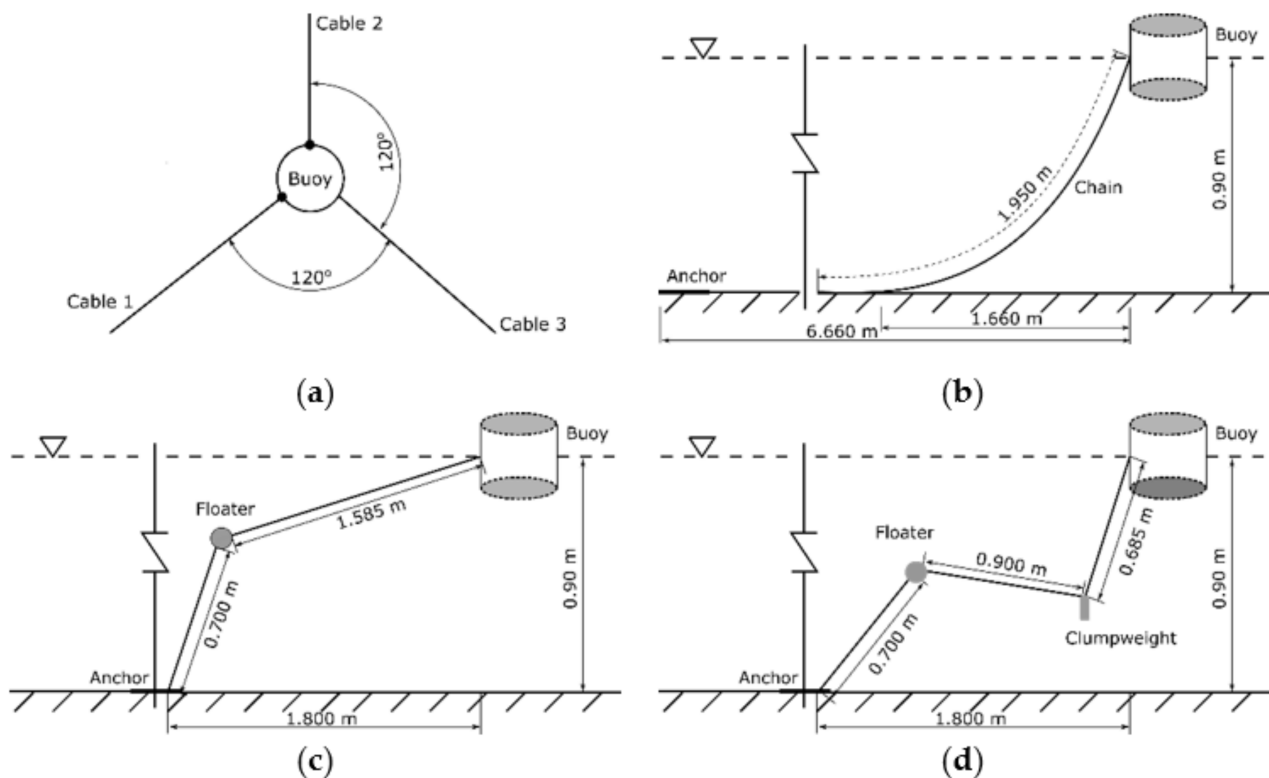 Cable 2
120°
Buoy
120°
Cable 1
Cable 3
(a)
Buoy
1.950 m
Chain
0.90 m
Anchor
1.660 m
6.660 m
(b)
Buoy
Floater
1.585 m
0.700 m
0.90 m
Anchor
1.800 m
(c)
Buoy
Floater
0.900 m
0.685 m
0.90 m
Clumpweight
0.700 m
Anchor
1.800 m
(d)